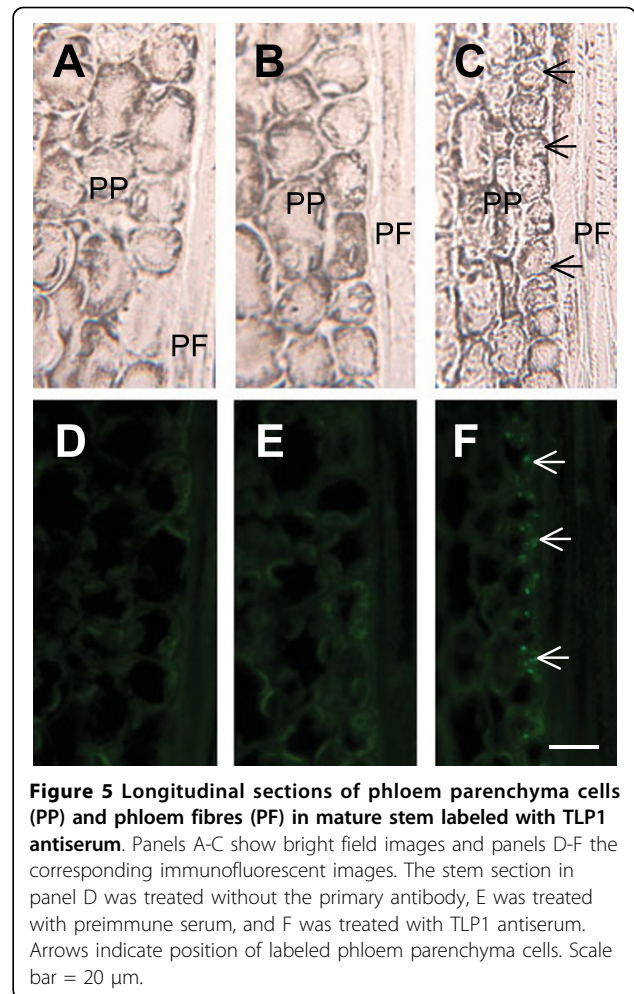 A B C
PP PP PP
PF PF PF
D E F
Figure 5 Longitudinal sections of phloem parenchyma cells
(PP) and phloem fibres (PF) in mature stem labeled with TLP1
antiserum. Panels A-C show bright field images and panels D-F the
corresponding immunofluorescent images. The stem section in
panel D was treated without the primary antibody, E was treated
with preimmune serum, and F was treated with TLP1 antiserum.
Arrows indicate position of labeled phloem parenchyma cells. Scale
bar = 20 μm.